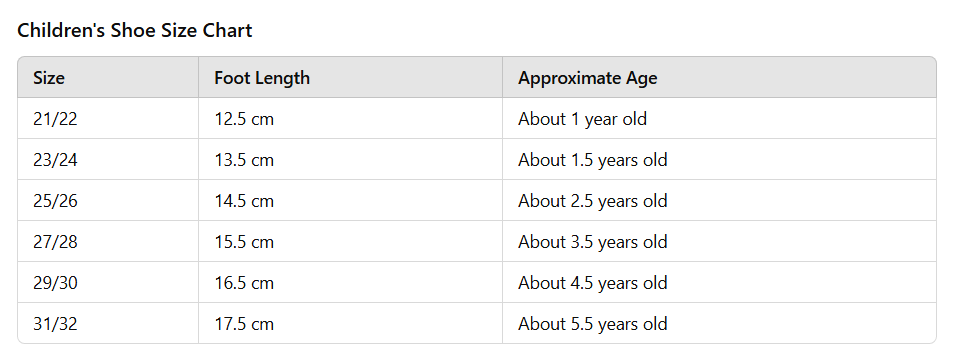 Children's Shoe Size Chart
Size Foot Length Approximate Age
21/22 12.5 cm About 1 year old
23/24 13.5 cm About 1.5 years old
25/26 14.5 cm About 2.5 years old
27/28 15.5 cm About 3.5 years old
29/30 16.5 cm About 4.5 years old
31/32 17.5 cm About 5.5 years old